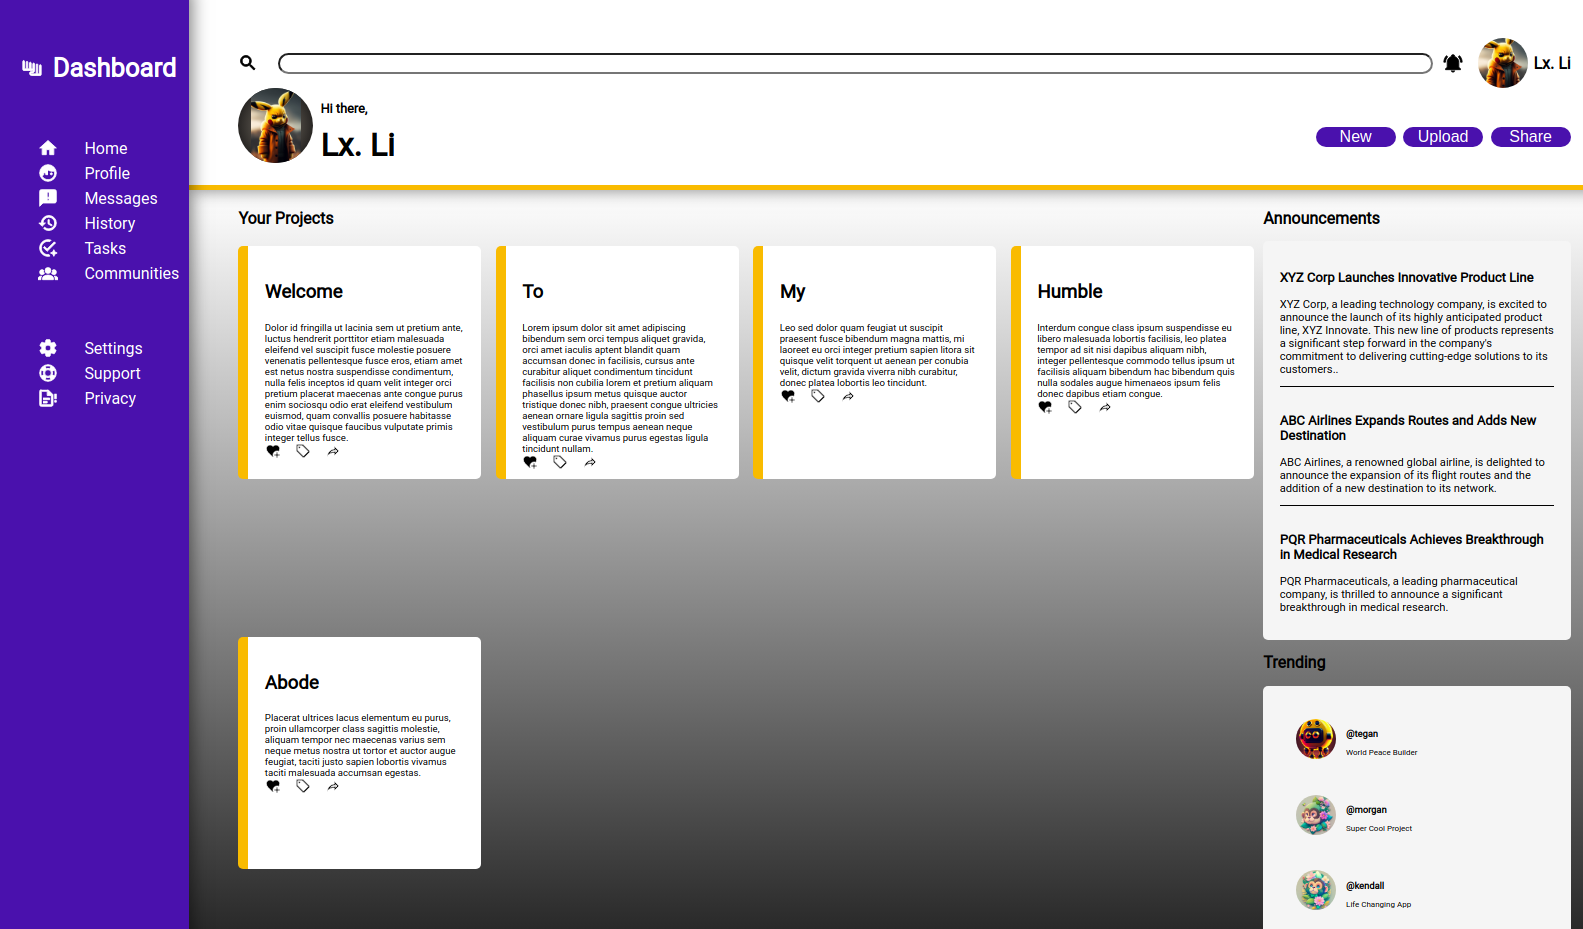 Dashboard
Home
Profile
Messages
History
Tasks
Communities
Settings
Support
Privacy
Lx. Li
Hi there,
Lx. Li
New
Upload
Share
Your Projects
Welcome
Dolor id fringilla ut lacinia sem ut pretium ante,
luctus hendrerit porttitor etiam malesuada
eleifend vel suscipit fusce molestie posuere
venenatis pellentesque fusce eros, etiam amet
est netus nostra suspendisse condimentum,
nulla felis inceptos id quam velit integer orci
pretium placerat maecenas ante congue purus
enim sociosqu odio erat eleifend vestibulum
euismod, quam convallis posuere habitasse
odio vitae quisque faucibus vulputate primis
integer tellus fusce.
To
Lorem ipsum dolor sit amet adipiscing
bibendum sem orci tempus aliquet gravida,
orci amet iaculis aptent blandit quam
accumsan donec in facilisis, cursus ante
curabitur aliquet condimentum tincidunt
facilisis non cubilia lorem et pretium aliquam
phasellus ipsum metus quisque auctor
tristique donec nibh, praesent congue ultricies
aenean ornare ligula sagittis proin sed
vestibulum purus tempus aenean neque
aliquam curae vivamus purus egestas ligula
tincidunt nullam.
My
Leo sed dolor quam feugiat ut suscipit
praesent fusce bibendum magna mattis, mi
laoreet eu orci integer pretium sapien litora sit
quisque velit torquent ut aenean per conubia
velit, dictum gravida viverra nibh curabitur,
donec platea lobortis leo tincidunt.
Humble
Interdum congue class ipsum suspendisse eu
libero malesuada lobortis facilisis, leo platea
tempor ad sit nisi dapibus aliquam nibh,
integer pellentesque commodo tellus ipsum ut
facilisis aliquam bibendum hac bibendum quis
nulla sodales augue himenaeos ipsum felis
donec dapibus etiam congue.
Abode
Placerat ultrices lacus elementum eu purus,
proin ullamcorper class sagittis molestie,
aliquam tempor nec maecenas varius sem
neque metus nostra ut tortor et auctor augue
feugiat, taciti justo sapien lobortis vivamus
taciti malesuada accumsan egestas.
Announcements
XYZ Corp Launches Innovative Product Line
XYZ Corp, a leading technology company, is excited to
announce the launch of its highly anticipated product
line, XYZ Innovate. This new line of products represents
a significant step forward in the company's
commitment to delivering cutting-edge solutions to its
customers..
ABC Airlines Expands Routes and Adds New
Destination
ABC Airlines, a renowned global airline, is delighted to
announce the expansion of its flight routes and the
addition of a new destination to its network.
PQR Pharmaceuticals Achieves Breakthrough
in Medical Research
PQR Pharmaceuticals, a leading pharmaceutical
company, is thrilled to announce a significant
breakthrough in medical research.
Trending
@tegan
World Peace Builder
@morgan
Super Cool Project
@kendall
Life Changing App